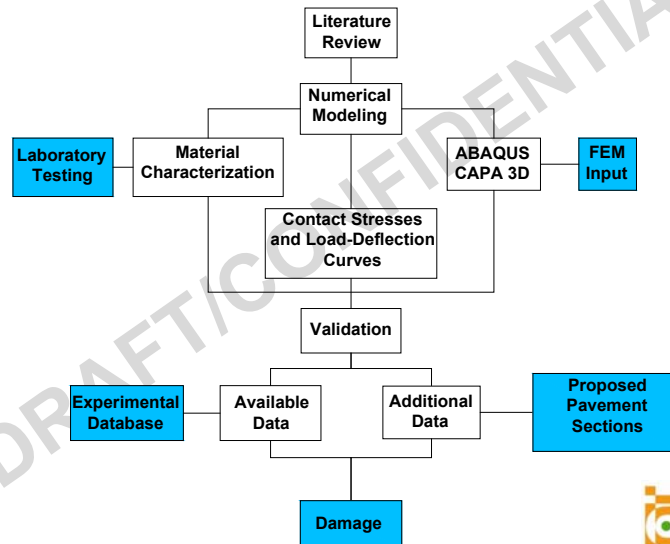 Literature
Review
Numerical
Modeling
Laboratory
Testing
Material
Characterization
ABAQUS
CAPA 3D
FEM
Input
Contact Stresses
and Load-Deflection
Curves
Validation
Experimental
Database
Available
Data
Additional
Data
Proposed
Pavement
Sections
Damage
DRAFT/CONFIDENTIA